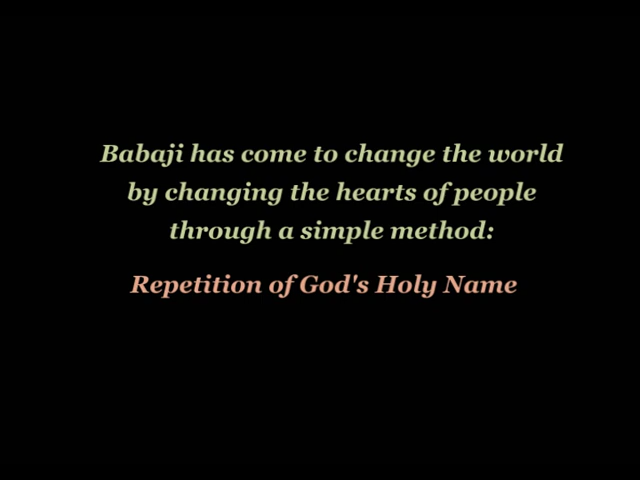 Babaji has come to change the world
by changing the hearts of people
through a simple method:
Repetition of God's Holy Name